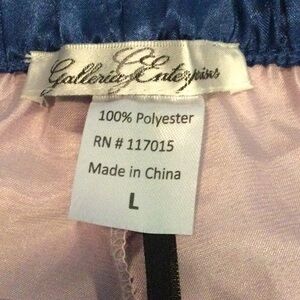 Galleria Enterprises
100% Polyester
RN # 117015
Made in China
L